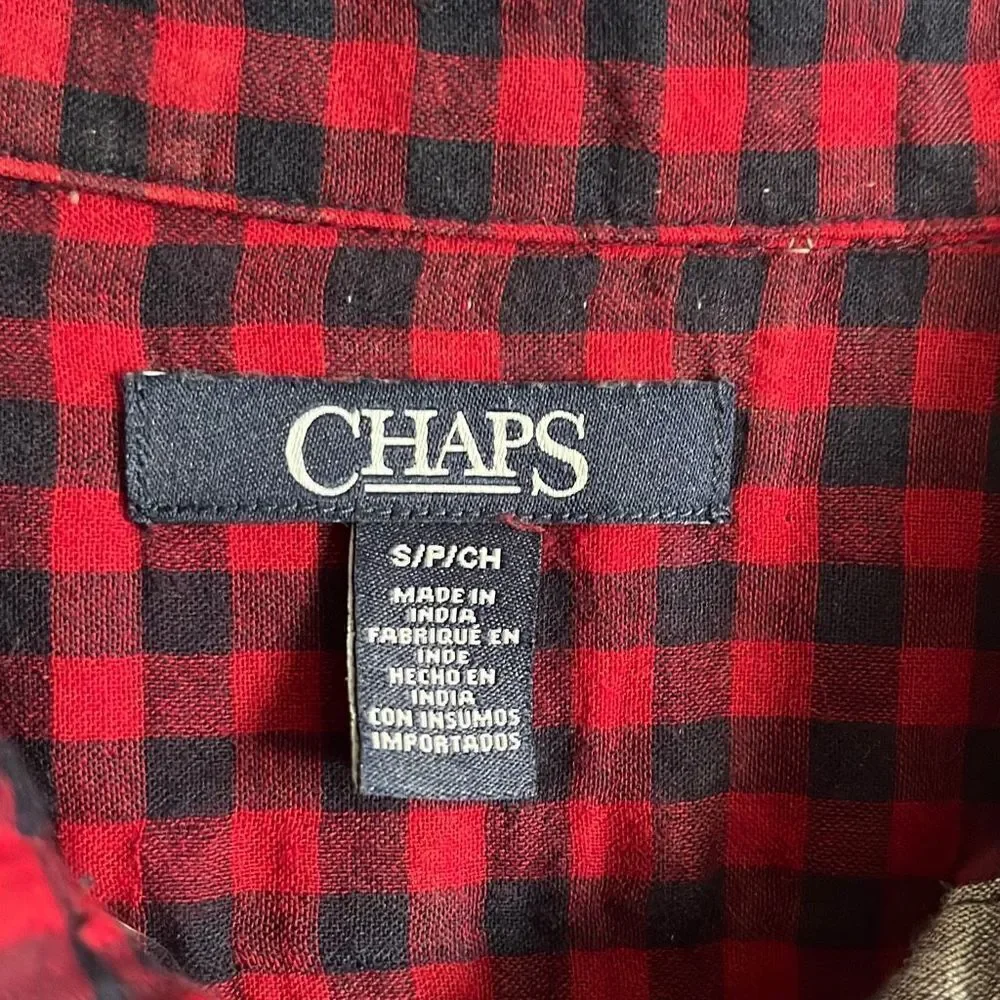 CHAPS
S/P/CH
MADE IN
INDIA
FABRIQUÉ EN
INDE
HECHO EN
INDIA
CON INSUMOS
IMPORTADOS